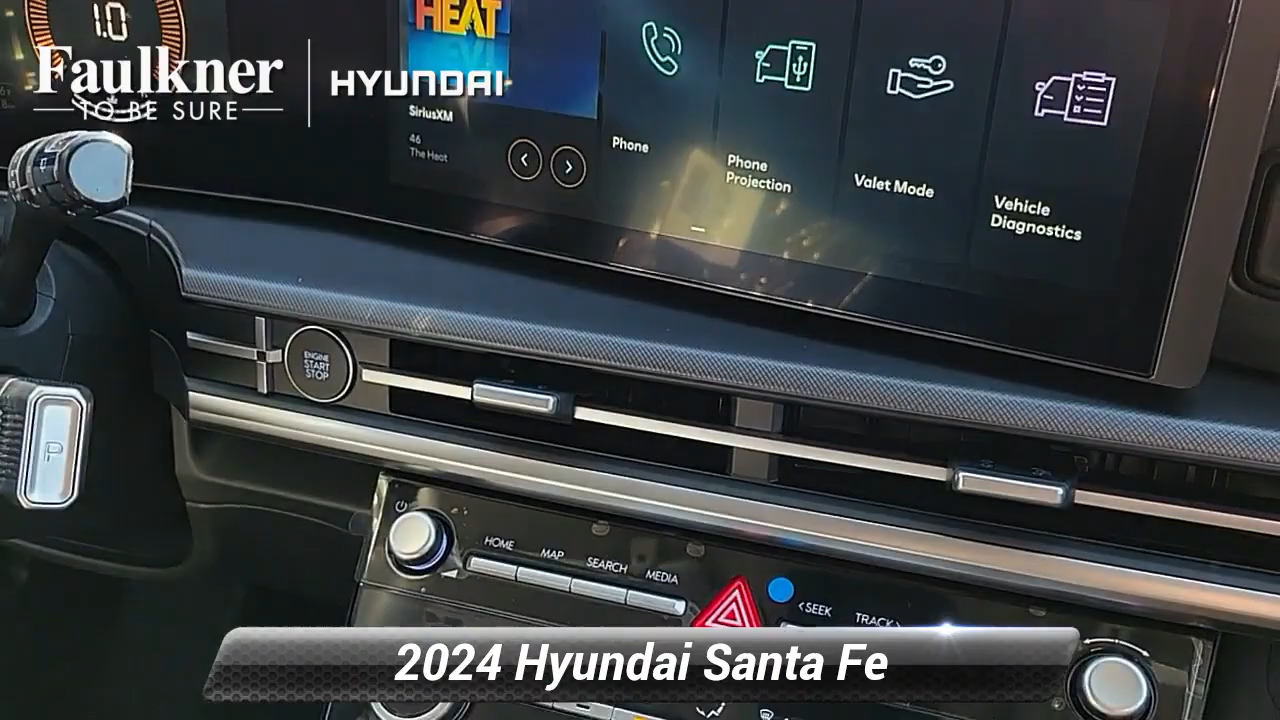 1.0
HEAT
Faulkner
TO BE SURE
HYUNDAI
SiriusXM
46
The Heat
Phone
Phone
Projection
Valet Mode
Vehicle
Diagnostics
ENGINE
START
STOP
P
HOME
MAP
SEARCH
MEDIA
<SEEK
TRACK>
2024 Hyundai Santa Fe